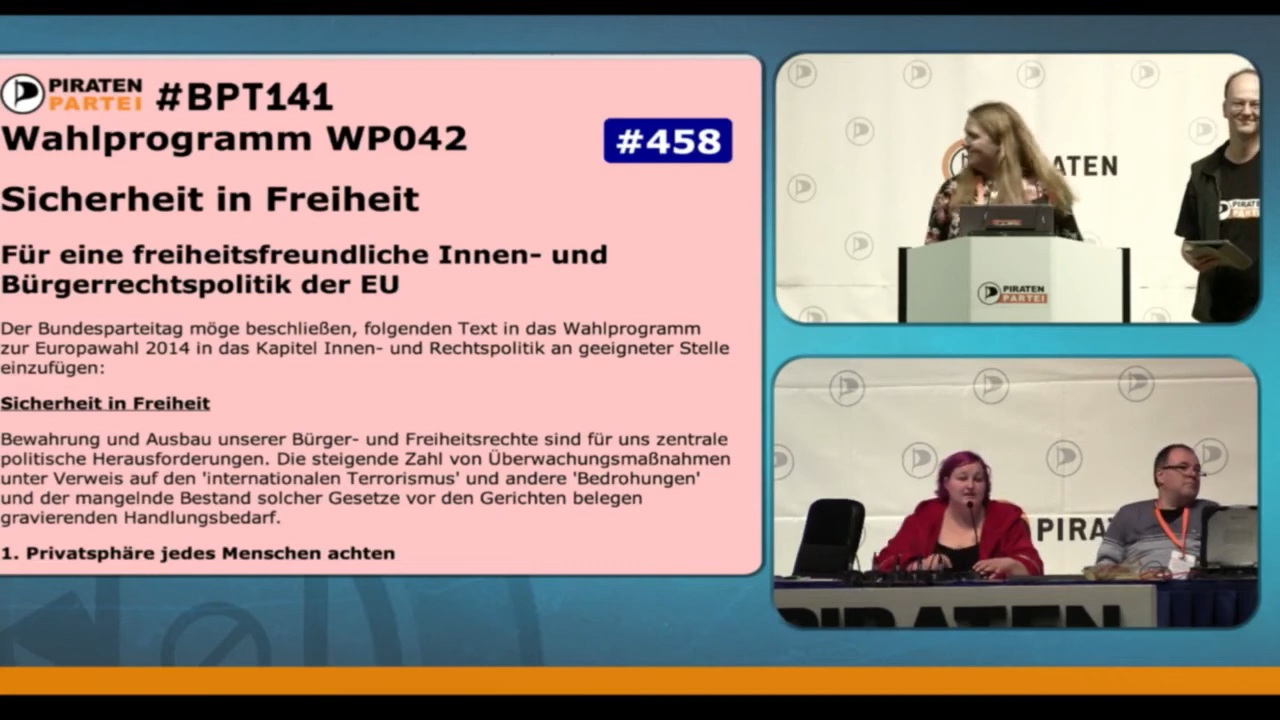 PIRATEN
PARTEI
#BPT141
Wahlprogramm WP042
#458
Sicherheit in Freiheit
Für eine freiheitsfreundliche Innen- und
Bürgerrechtspolitik der EU
Der Bundesparteitag möge beschließen, folgenden Text in das Wahlprogramm
zur Europawahl 2014 in das Kapitel Innen- und Rechtspolitik an geeigneter Stelle
einzufügen:
Sicherheit in Freiheit
Bewahrung und Ausbau unserer Bürger- und Freiheitsrechte sind für uns zentrale
politische Herausforderungen. Die steigende Zahl von Überwachungsmaßnahmen
unter Verweis auf den 'internationalen Terrorismus' und andere 'Bedrohungen'
und der mangelnde Bestand solcher Gesetze vor den Gerichten belegen
gravierenden Handlungsbedarf.
1. Privatsphäre jedes Menschen achten
ATEN
PIRATE
PIRATEN
PARTEI
PIRA
PIRATEN